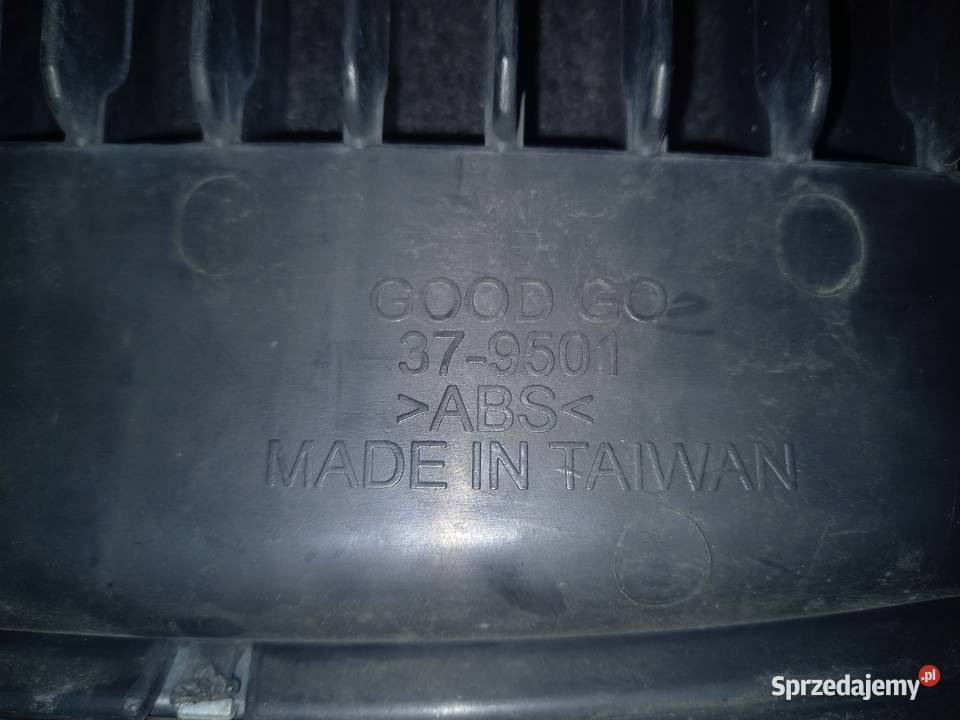 GOOD GO
37-9501
>ABS<
MADE IN TAIWAN
Sprzedajemy.pl